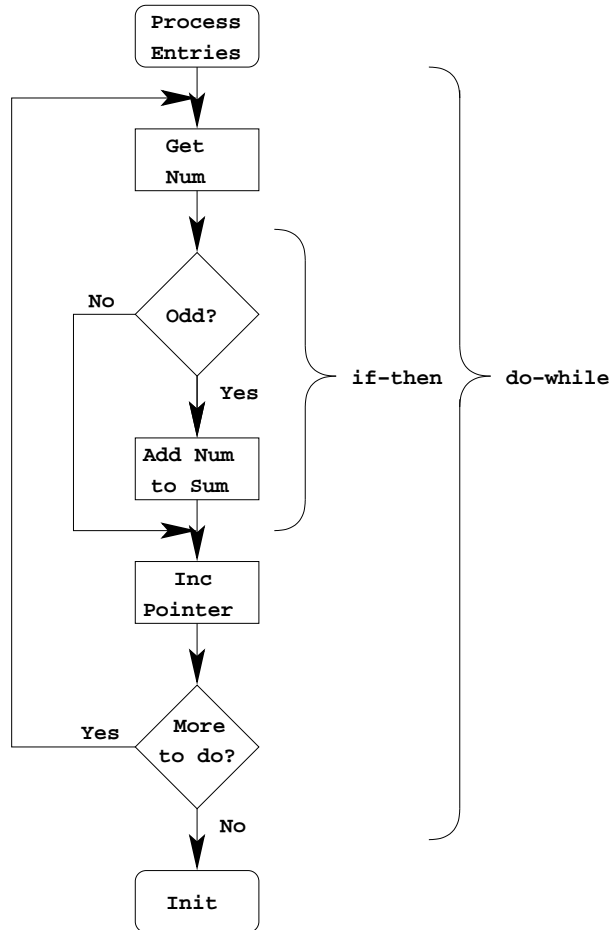 Process
Entries
Get
Num
No
Odd?
Yes
if-then
do-while
Add Num
to Sum
Inc
Pointer
Yes
More
to do?
No
Init